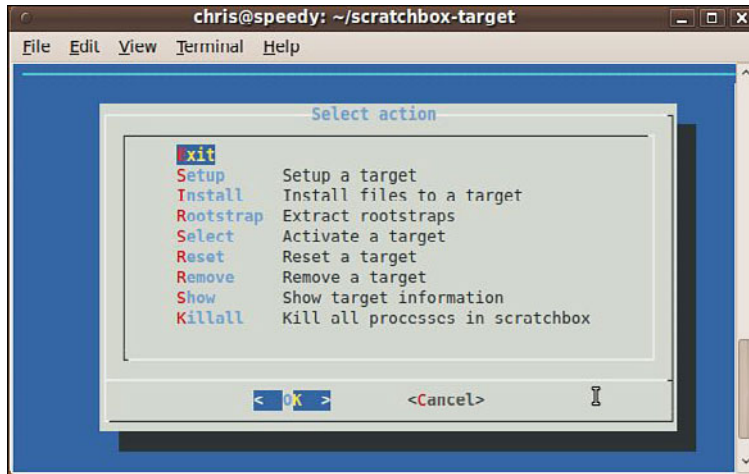 chris@speedy: ~/scratchbox-target
File Edit View Terminal Help
Select action
Exit
Setup Setup a target
Install Install files to a target
Rootstrap Extract rootstraps
Select Activate a target
Reset Reset a target
Remove Remove a target
Show Show target information
Killall Kill all processes in scratchbox
< OK > <Cancel>